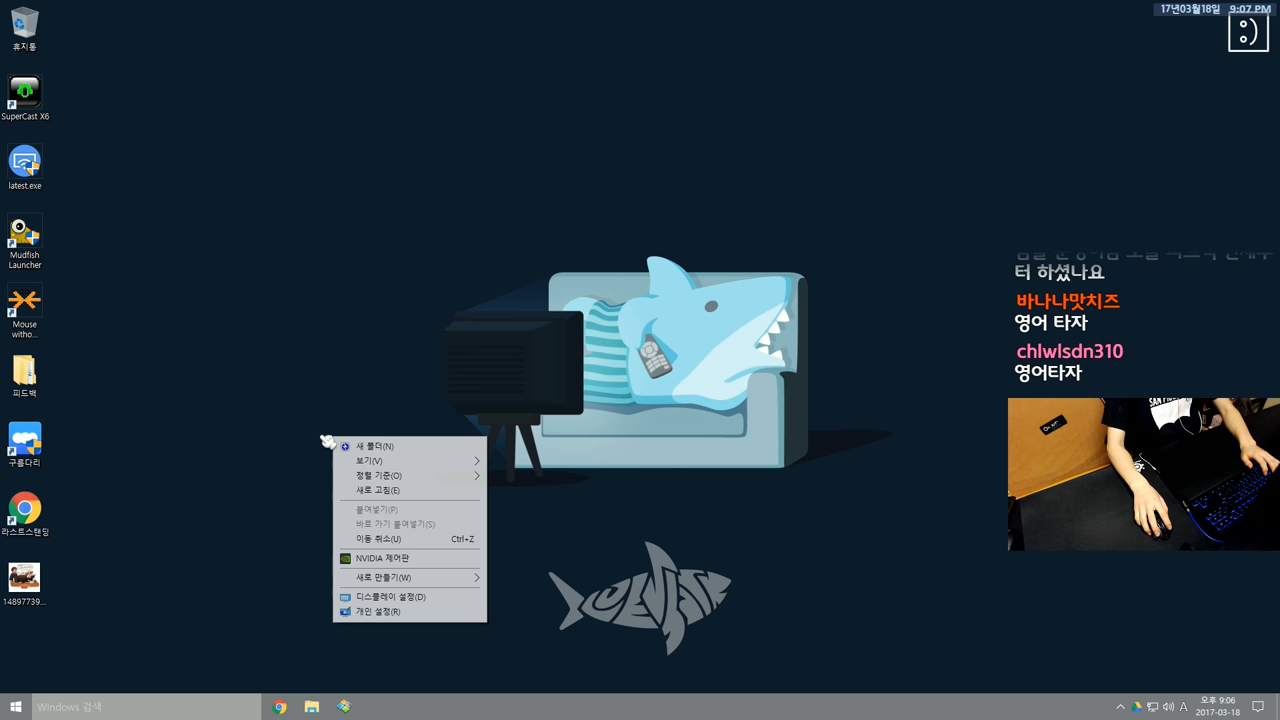 17년03월18일 9:07 PM
:)
휴지통
SuperCast X6
latest.exe
Mudfish
Launcher
Mouse
witho...
피드백
구름다리
라스트스탠딩
14897739...
터 하셨나요
바나나맛치즈
영어 타자
chlwlsdn310
영어타자
새 폴더(N)
보기(V)
정렬 기준(O)
새로 고침(E)
붙여넣기(P)
바로 가기 붙여넣기(S)
이동 취소(U) Ctrl+Z
NVIDIA 제어판
새로 만들기(W)
디스플레이 설정(D)
개인 설정(R)
Windows 검색
A
오후 9:06
2017-03-18